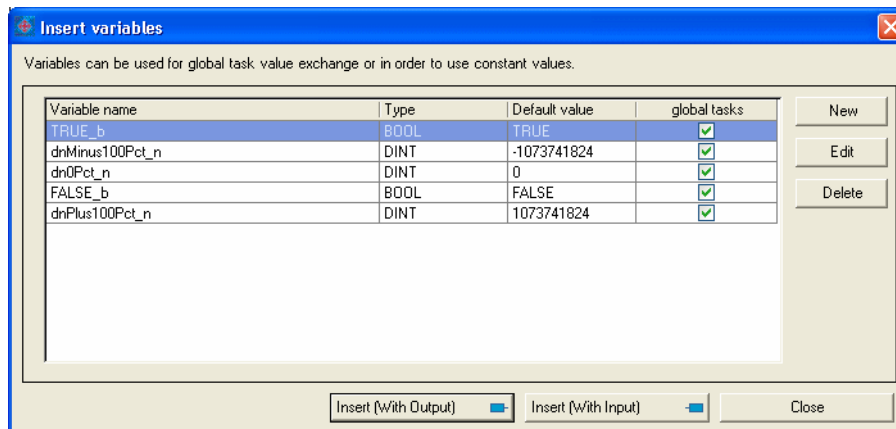 Insert variables
Variables can be used for global task value exchange or in order to use constant values.
Variable name Type Default value global tasks
TRUE_b BOOL TRUE
dnMinus100Pct_n DINT -1073741824
dn0Pct_n DINT 0
FALSE_b BOOL FALSE
dnPlus100Pct_n DINT 1073741824
New
Edit
Delete
Insert (With Output) Insert (With Input) Close